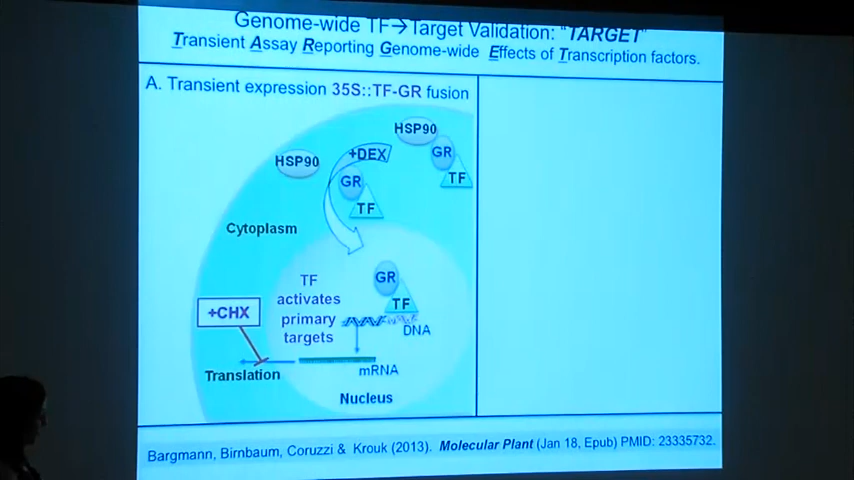 Genome-wide TF→Target Validation: "TARGET"
Transient Assay Reporting Genome-wide Effects of Transcription factors.
A. Transient expression 35S::TF-GR fusion
HSP90
GR
TF
+DEX
HSP90
GR
TF
Cytoplasm
TF
activates
primary
targets
GR
TF
DNA
+CHX
mRNA
Translation
Nucleus
Bargmann, Birnbaum, Coruzzi & Krouk (2013). Molecular Plant (Jan 18, Epub) PMID: 23335732.